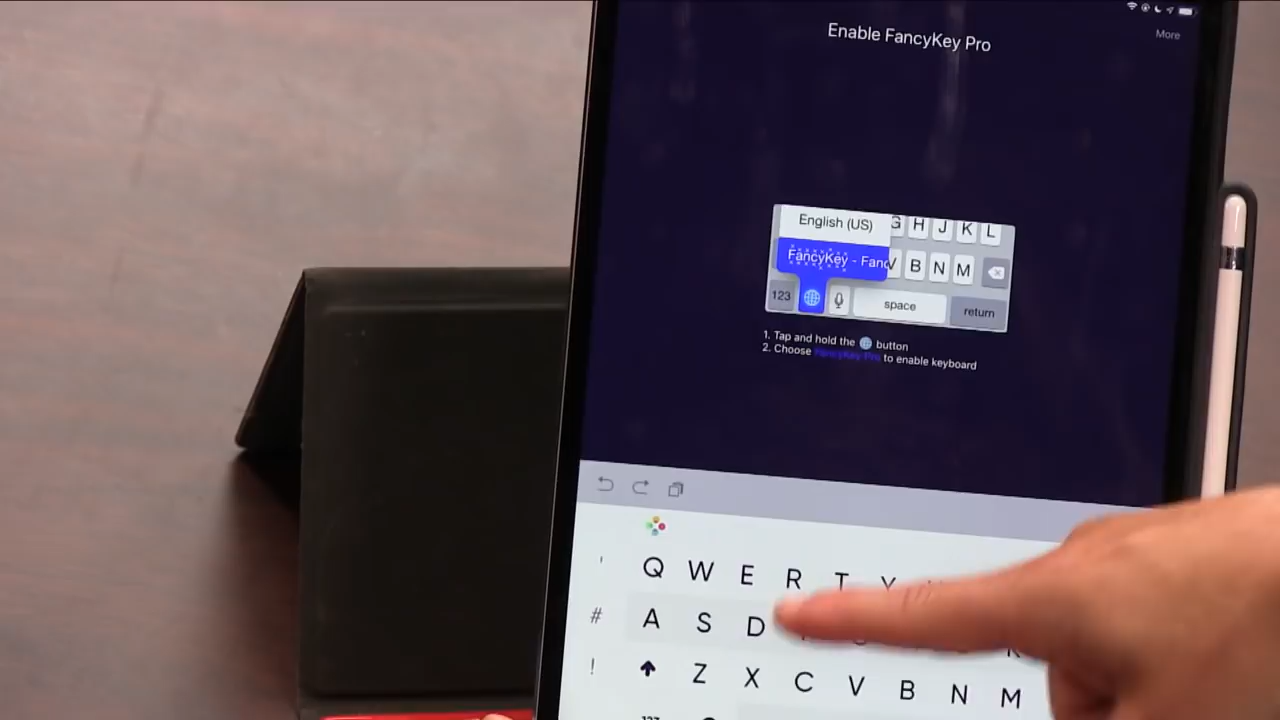 Enable FancyKey Pro
More
English (US)
G H J K L
FancyKey - Fanc
V B N M
123
space
return
1. Tap and hold the button
2. Choose FancyKey Pro to enable keyboard
' Q W E R T Y
# A S D
! Z X C V B N M
123